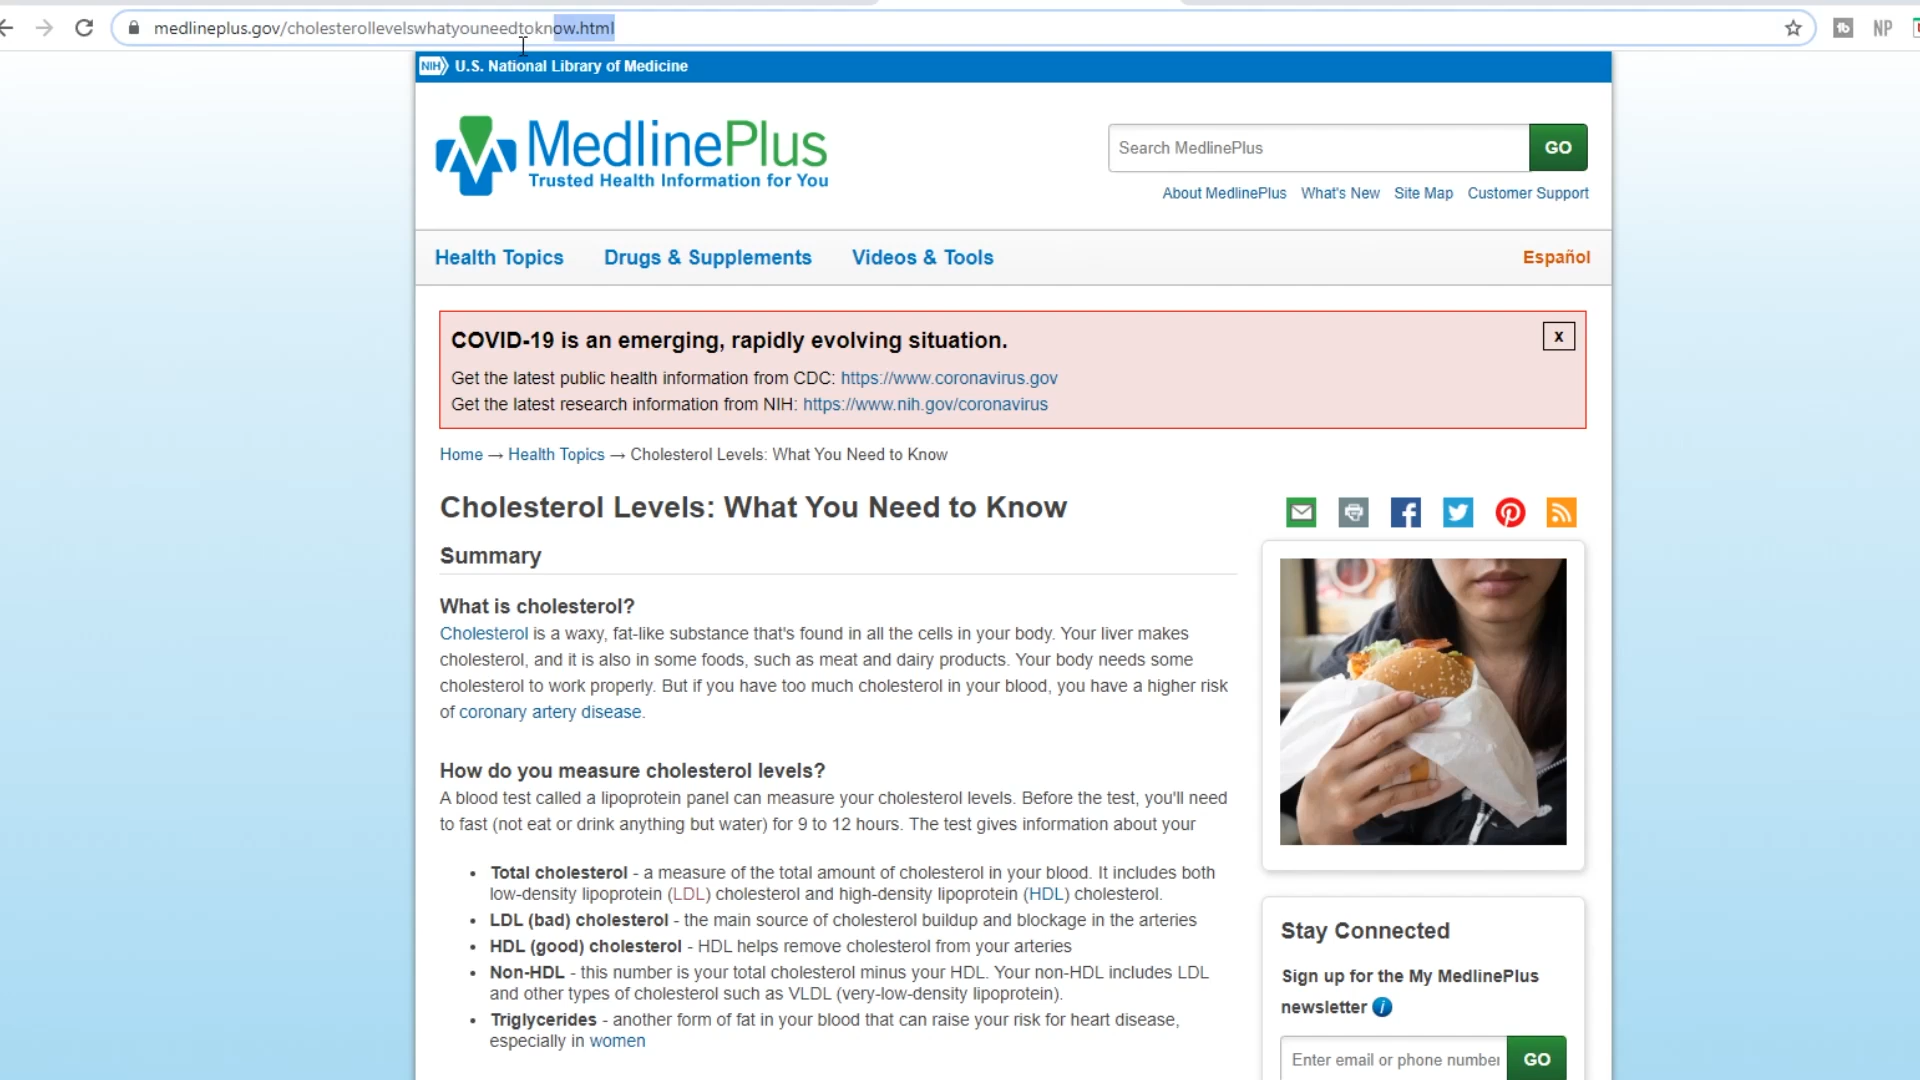 medlineplus.gov/cholesterollevelswhatyouneedtoknow.html
NP
NIH U.S. National Library of Medicine
MedlinePlus
Trusted Health Information for You
Search MedlinePlus GO
About MedlinePlus What's New Site Map Customer Support
Health Topics Drugs & Supplements Videos & Tools Español
COVID-19 is an emerging, rapidly evolving situation. x
Get the latest public health information from CDC: https://www.coronavirus.gov
Get the latest research information from NIH: https://www.nih.gov/coronavirus
Home → Health Topics → Cholesterol Levels: What You Need to Know
Cholesterol Levels: What You Need to Know
Summary
What is cholesterol?
Cholesterol is a waxy, fat-like substance that's found in all the cells in your body. Your liver makes
cholesterol, and it is also in some foods, such as meat and dairy products. Your body needs some
cholesterol to work properly. But if you have too much cholesterol in your blood, you have a higher risk
of coronary artery disease.
How do you measure cholesterol levels?
A blood test called a lipoprotein panel can measure your cholesterol levels. Before the test, you'll need
to fast (not eat or drink anything but water) for 9 to 12 hours. The test gives information about your
• Total cholesterol - a measure of the total amount of cholesterol in your blood. It includes both
low-density lipoprotein (LDL) cholesterol and high-density lipoprotein (HDL) cholesterol.
• LDL (bad) cholesterol - the main source of cholesterol buildup and blockage in the arteries
• HDL (good) cholesterol - HDL helps remove cholesterol from your arteries
• Non-HDL - this number is your total cholesterol minus your HDL. Your non-HDL includes LDL
and other types of cholesterol such as VLDL (very-low-density lipoprotein).
• Triglycerides - another form of fat in your blood that can raise your risk for heart disease,
especially in women
Stay Connected
Sign up for the My MedlinePlus
newsletter i
Enter email or phone number GO